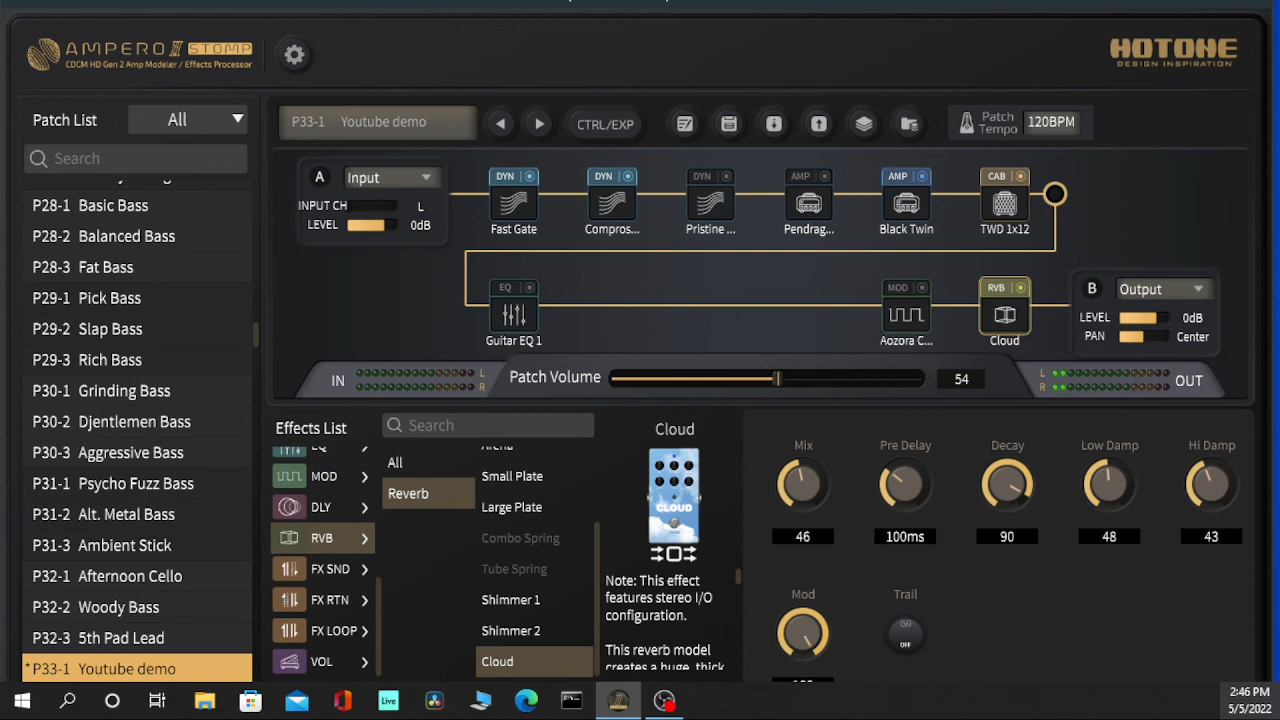 AMPERO II STOMP
CDCM HD Gen 2 Amp Modeler / Effects Processor
HOTONE
DESIGN INSPIRATION
Patch List
All
Search
P28-1 Basic Bass
P28-2 Balanced Bass
P28-3 Fat Bass
P29-1 Pick Bass
P29-2 Slap Bass
P29-3 Rich Bass
P30-1 Grinding Bass
P30-2 Djentlemen Bass
P30-3 Aggressive Bass
P31-1 Psycho Fuzz Bass
P31-2 Alt. Metal Bass
P31-3 Ambient Stick
P32-1 Afternoon Cello
P32-2 Woody Bass
P32-3 5th Pad Lead
*P33-1 Youtube demo
P33-1 Youtube demo
CTRL/EXP
Patch Tempo
120BPM
A Input
INPUT CH L
LEVEL 0dB
DYN
Fast Gate
DYN
Compros...
DYN
Pristine ...
AMP
Pendrag...
AMP
Black Twin
CAB
TWD 1x12
EQ
Guitar EQ 1
MOD
Aozora C...
RVB
Cloud
B Output
LEVEL 0dB
PAN Center
IN
L
R
Patch Volume
54
L
R
OUT
Effects List
Search
EQ
MOD
DLY
RVB
FX SND
FX RTN
FX LOOP
VOL
All
Reverb
Small Plate
Large Plate
Combo Spring
Tube Spring
Shimmer 1
Shimmer 2
Cloud
Cloud
CLOUD
Note: This effect
features stereo I/O
configuration.
This reverb model
creates a huge, thick
Mix
46
Pre Delay
100ms
Decay
90
Low Damp
48
Hi Damp
43
Mod
Trail
ON
OFF
Live
2:46 PM
5/5/2022